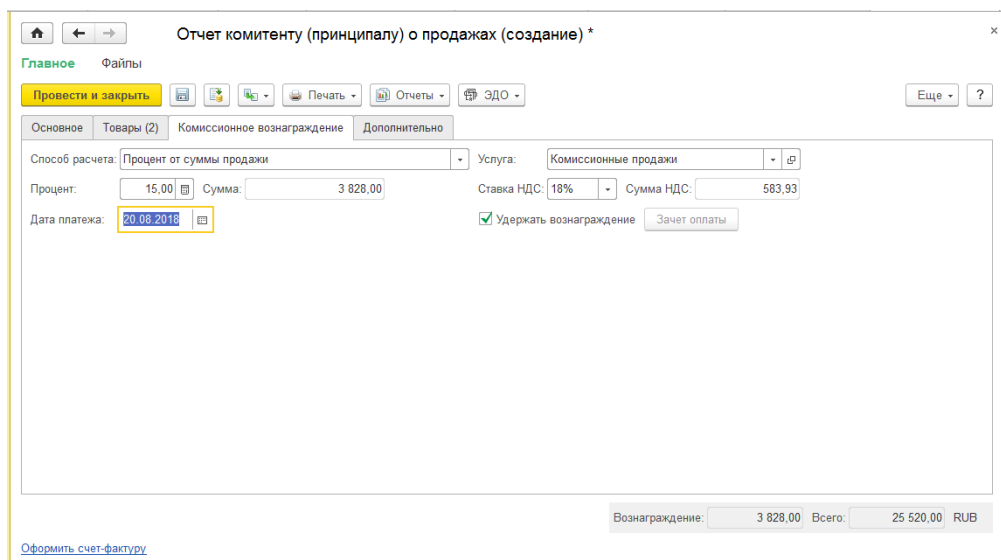 Отчет комитенту (принципалу) о продажах (создание) *
Главное Файлы
Провести и закрыть Печать Отчеты ЭДО Еще ?
Основное Товары (2) Комиссионное вознаграждение Дополнительно
Способ расчета: Процент от суммы продажи Услуга: Комиссионные продажи
Процент: 15,00 Сумма: 3 828,00 Ставка НДС: 18% Сумма НДС: 583,93
Дата платежа: 20.08.2018 Удержать вознаграждение Зачет оплаты
Вознаграждение: 3 828,00 Всего: 25 520,00 RUB
Оформить счет-фактуру